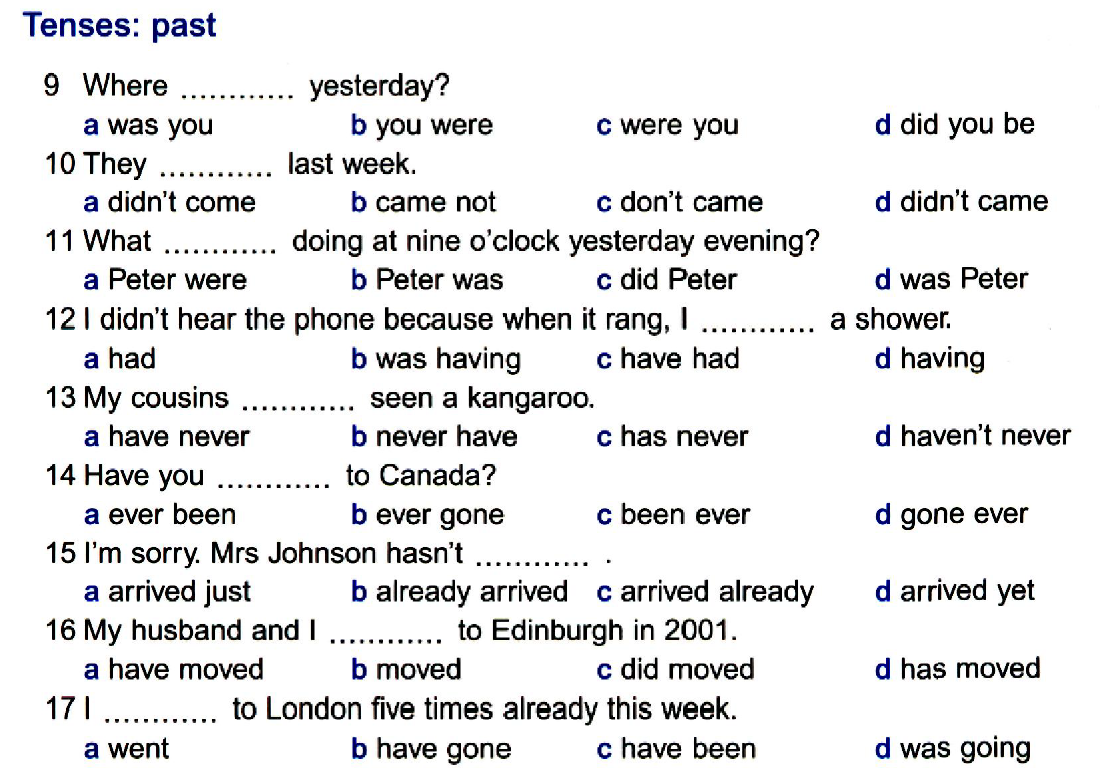 Tenses: past
9 Where ............ yesterday?
a was you b you were c were you d did you be
10 They ............ last week.
a didn't come b came not c don't came d didn't came
11 What ............ doing at nine o'clock yesterday evening?
a Peter were b Peter was c did Peter d was Peter
12 I didn't hear the phone because when it rang, I ............ a shower.
a had b was having c have had d having
13 My cousins ............ seen a kangaroo.
a have never b never have c has never d haven't never
14 Have you ............ to Canada?
a ever been b ever gone c been ever d gone ever
15 I'm sorry. Mrs Johnson hasn't ............ .
a arrived just b already arrived c arrived already d arrived yet
16 My husband and I ............ to Edinburgh in 2001.
a have moved b moved c did moved d has moved
17 I ............ to London five times already this week.
a went b have gone c have been d was going